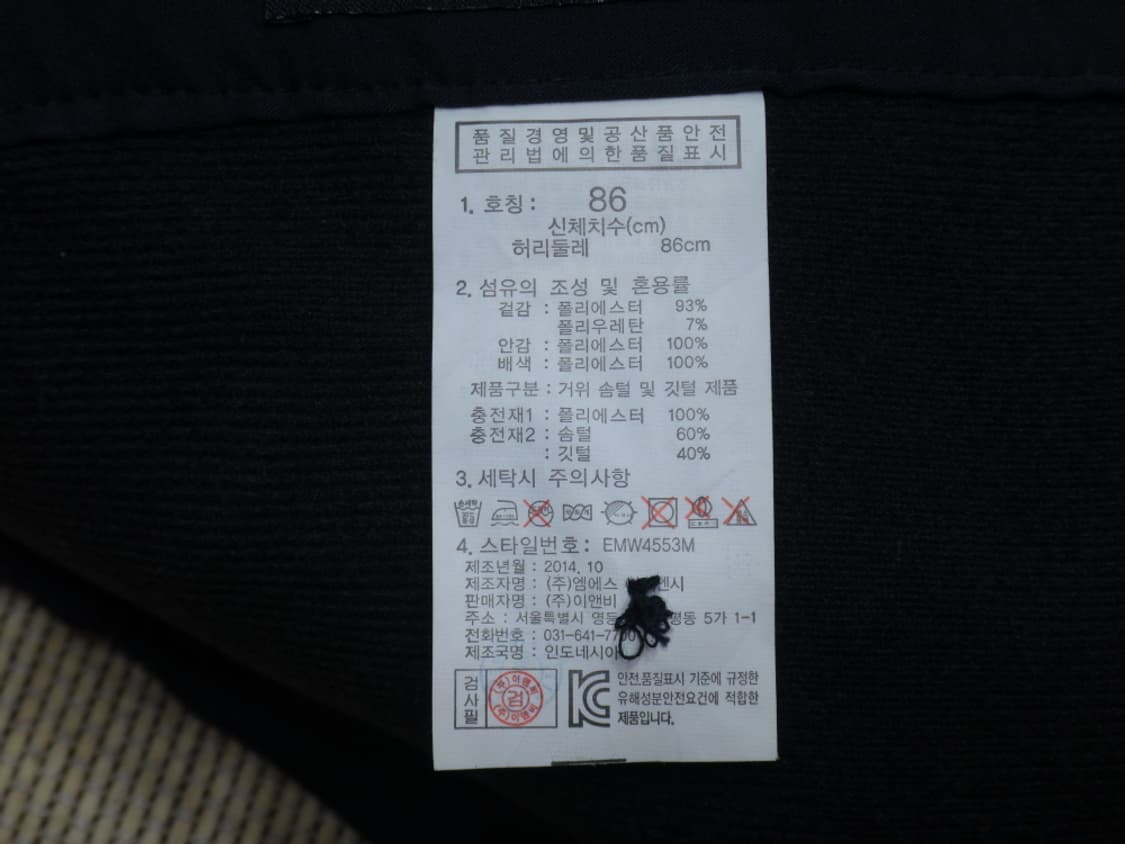 품질경영및공산품안전
관리법에의한품질표시
1. 호칭 : 86
신체치수(cm)
허리둘레 86cm
2. 섬유의 조성 및 혼용률
겉감 : 폴리에스터 93%
폴리우레탄 7%
안감 : 폴리에스터 100%
배색 : 폴리에스터 100%
제품구분 : 거위 솜털 및 깃털 제품
충전재1 : 폴리에스터 100%
충전재2 : 솜털 60%
: 깃털 40%
3. 세탁시 주의사항
4. 스타일번호 : EMW4553M
제조년월 : 2014. 10
제조자명 : (주)엠에스
판매자명 : (주)이앤비
주소 : 서울특별시 5가 1-1
전화번호 : 031-641-7700
제조국명 : 인도네시아
검사필
검
(주)이앤비
(주)이앤비
안전.품질표시 기준에 규정한
유해성분안전요건에 적합한
제품입니다.